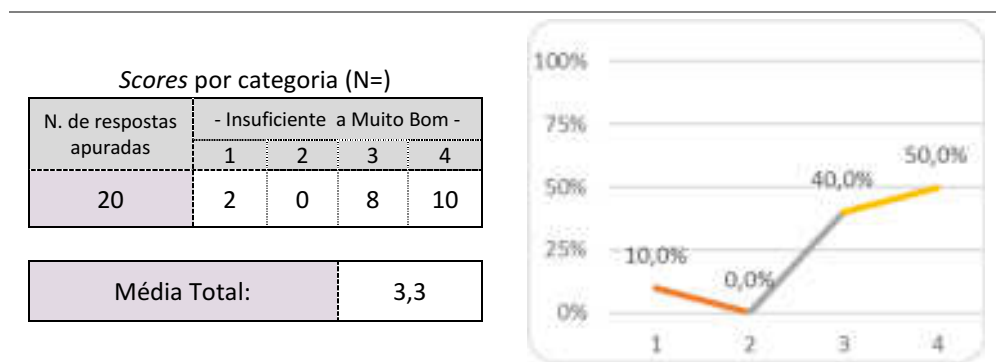 Scores por categoria (N=)
N. de respostas apuradas
- Insuficiente a Muito Bom -
1 2 3 4
20 2 0 8 10
Média Total: 3,3
100%
75%
50%
25%
0%
10,0%
0,0%
40,0%
50,0%
1 2 3 4